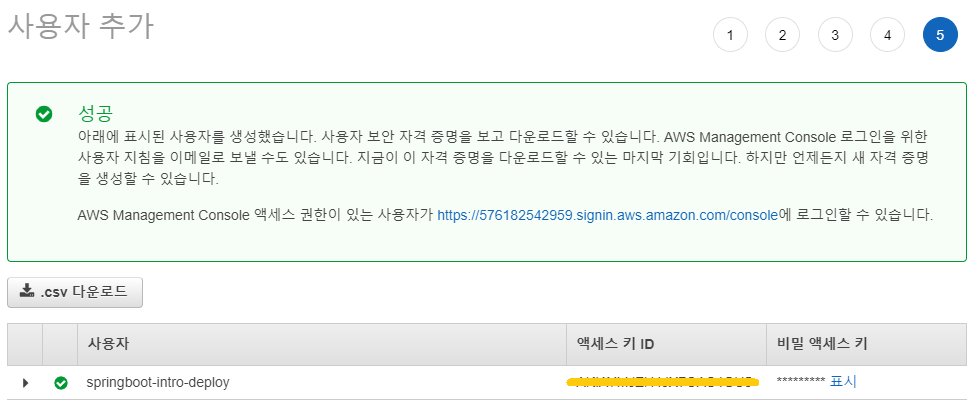 사용자 추가
1 2 3 4 5
성공
아래에 표시된 사용자를 생성했습니다. 사용자 보안 자격 증명을 보고 다운로드할 수 있습니다. AWS Management Console 로그인을 위한
사용자 지침을 이메일로 보낼 수도 있습니다. 지금이 이 자격 증명을 다운로드할 수 있는 마지막 기회입니다. 하지만 언제든지 새 자격 증명
을 생성할 수 있습니다.
AWS Management Console 액세스 권한이 있는 사용자가 https://576182542959.signin.aws.amazon.com/console에 로그인할 수 있습니다.
.csv 다운로드
사용자 액세스 키 ID 비밀 액세스 키
springboot-intro-deploy ********* 표시